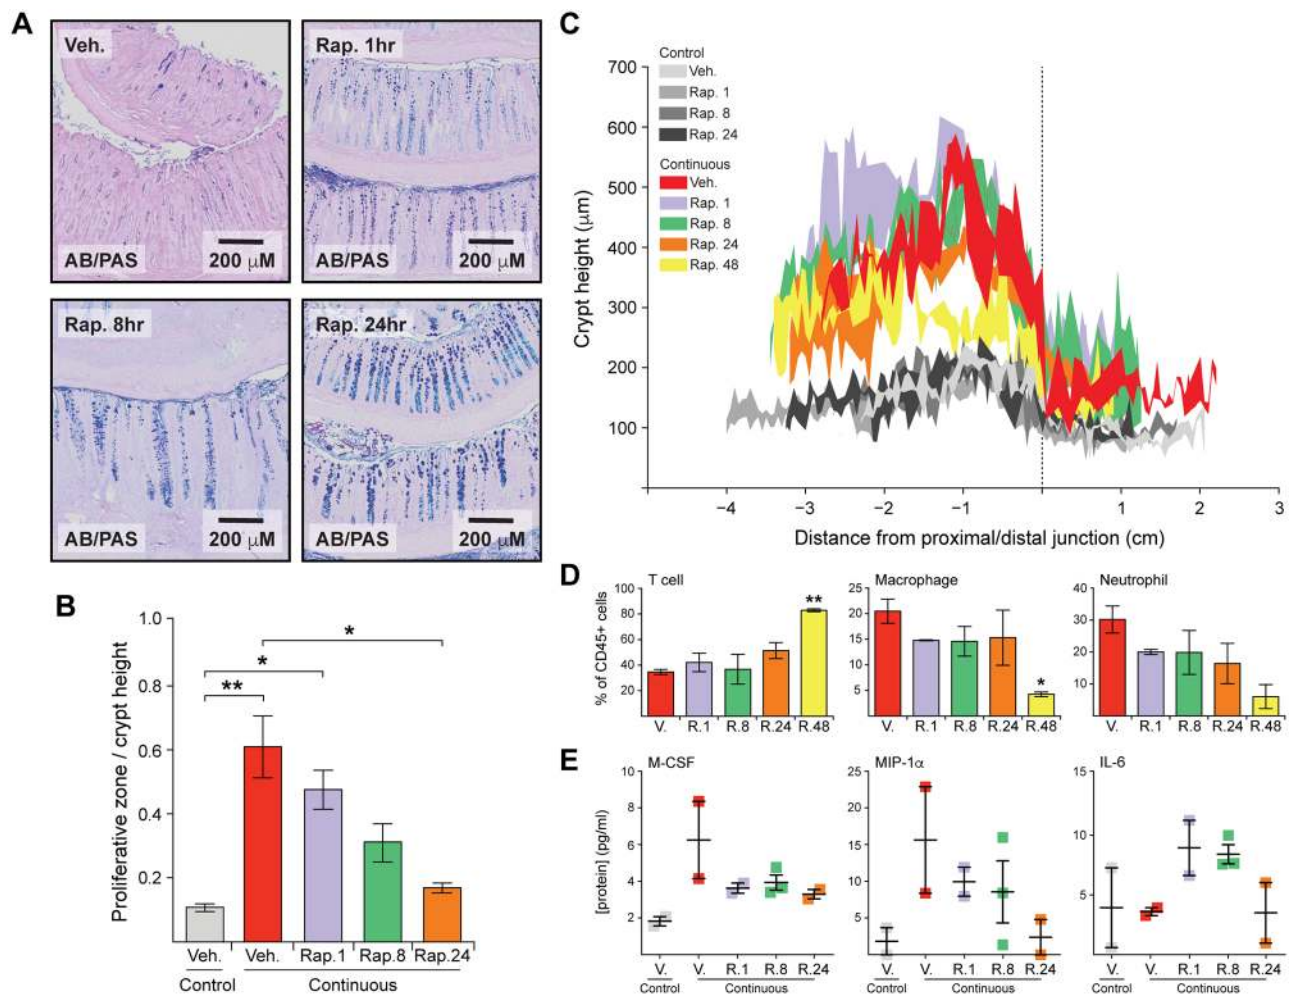 A
Veh.
AB/PAS
200 μM
Rap. 1hr
AB/PAS
200 μM
Rap. 8hr
AB/PAS
200 μM
Rap. 24hr
AB/PAS
200 μM
B
Proliferative zone / crypt height
1.0
0.8
0.6
0.4
0.2
**
*
*
Veh.
Veh.
Rap.1
Rap.8
Rap.24
Control
Continuous
C
Crypt height (μm)
700
600
500
400
300
200
100
Control
Veh.
Rap. 1
Rap. 8
Rap. 24
Continuous
Veh.
Rap. 1
Rap. 8
Rap. 24
Rap. 48
−4 −3 −2 −1 0 1 2 3
Distance from proximal/distal junction (cm)
D
% of CD45+ cells
T cell
100
80
60
40
20
**
V. R.1 R.8 R.24 R.48
Macrophage
25
20
15
10
5
*
V. R.1 R.8 R.24 R.48
Neutrophil
40
30
20
10
V. R.1 R.8 R.24 R.48
E
[protein] (pg/ml)
M-CSF
10
8
6
4
2
V. V. R.1 R.8 R.24
Control Continuous
MIP-1α
25
20
15
10
5
V. V. R.1 R.8 R.24
Control Continuous
IL-6
15
10
5
V. V. R.1 R.8 R.24
Control Continuous